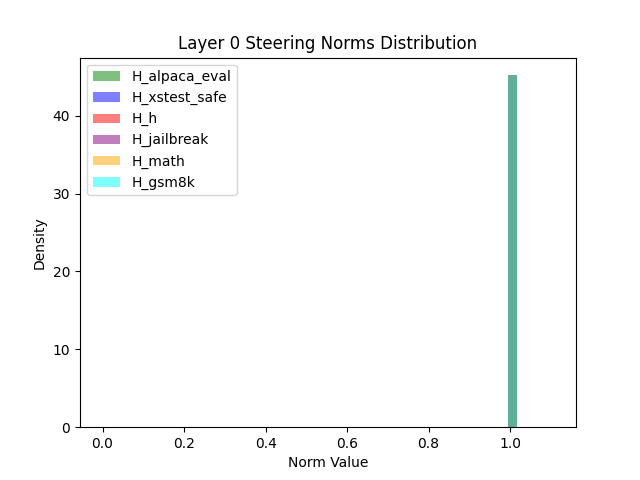 Layer 0 Steering Norms Distribution
H_alpaca_eval
H_xstest_safe
H_h
H_jailbreak
H_math
H_gsm8k
Density
40
30
20
10
0
0.0 0.2 0.4 0.6 0.8 1.0
Norm Value